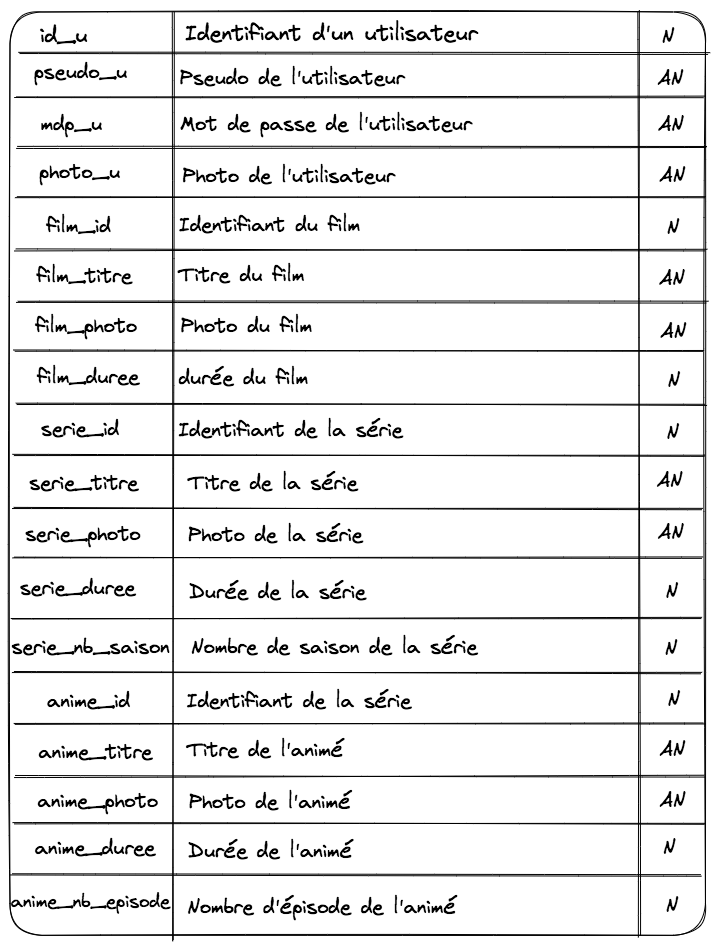 id_u Identifiant d'un utilisateur N
pseudo_u Pseudo de l'utilisateur AN
mdp_u Mot de passe de l'utilisateur AN
photo_u Photo de l'utilisateur AN
film_id Identifiant du film N
film_titre Titre du film AN
film_photo Photo du film AN
film_duree durée du film N
serie_id Identifiant de la série N
serie_titre Titre de la série AN
serie_photo Photo de la série AN
serie_duree Durée de la série N
serie_nb_saison Nombre de saison de la série N
anime_id Identifiant de la série N
anime_titre Titre de l'animé AN
anime_photo Photo de l'animé AN
anime_duree Durée de l'animé N
anime_nb_episode Nombre d'épisode de l'animé N